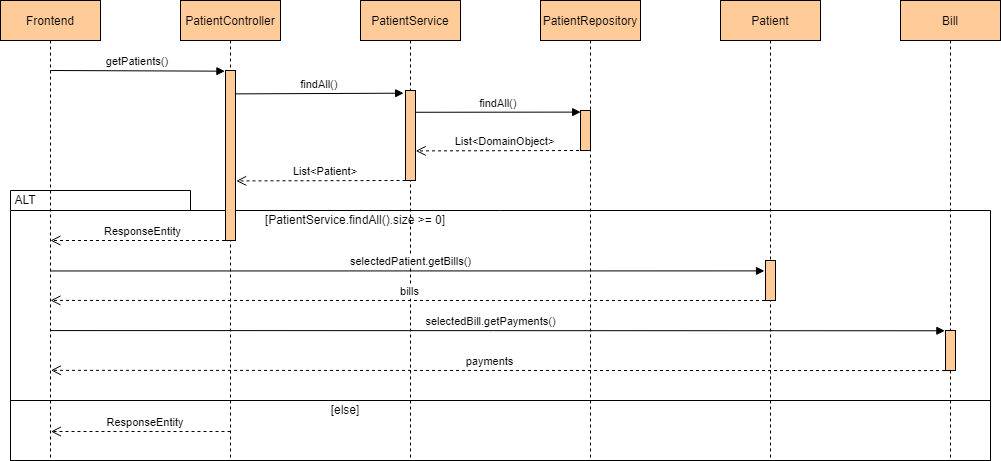 Frontend
PatientController
PatientService
PatientRepository
Patient
Bill
getPatients()
findAll()
findAll()
List<DomainObject>
List<Patient>
ALT
[PatientService.findAll().size >= 0]
ResponseEntity
selectedPatient.getBills()
bills
selectedBill.getPayments()
payments
[else]
ResponseEntity